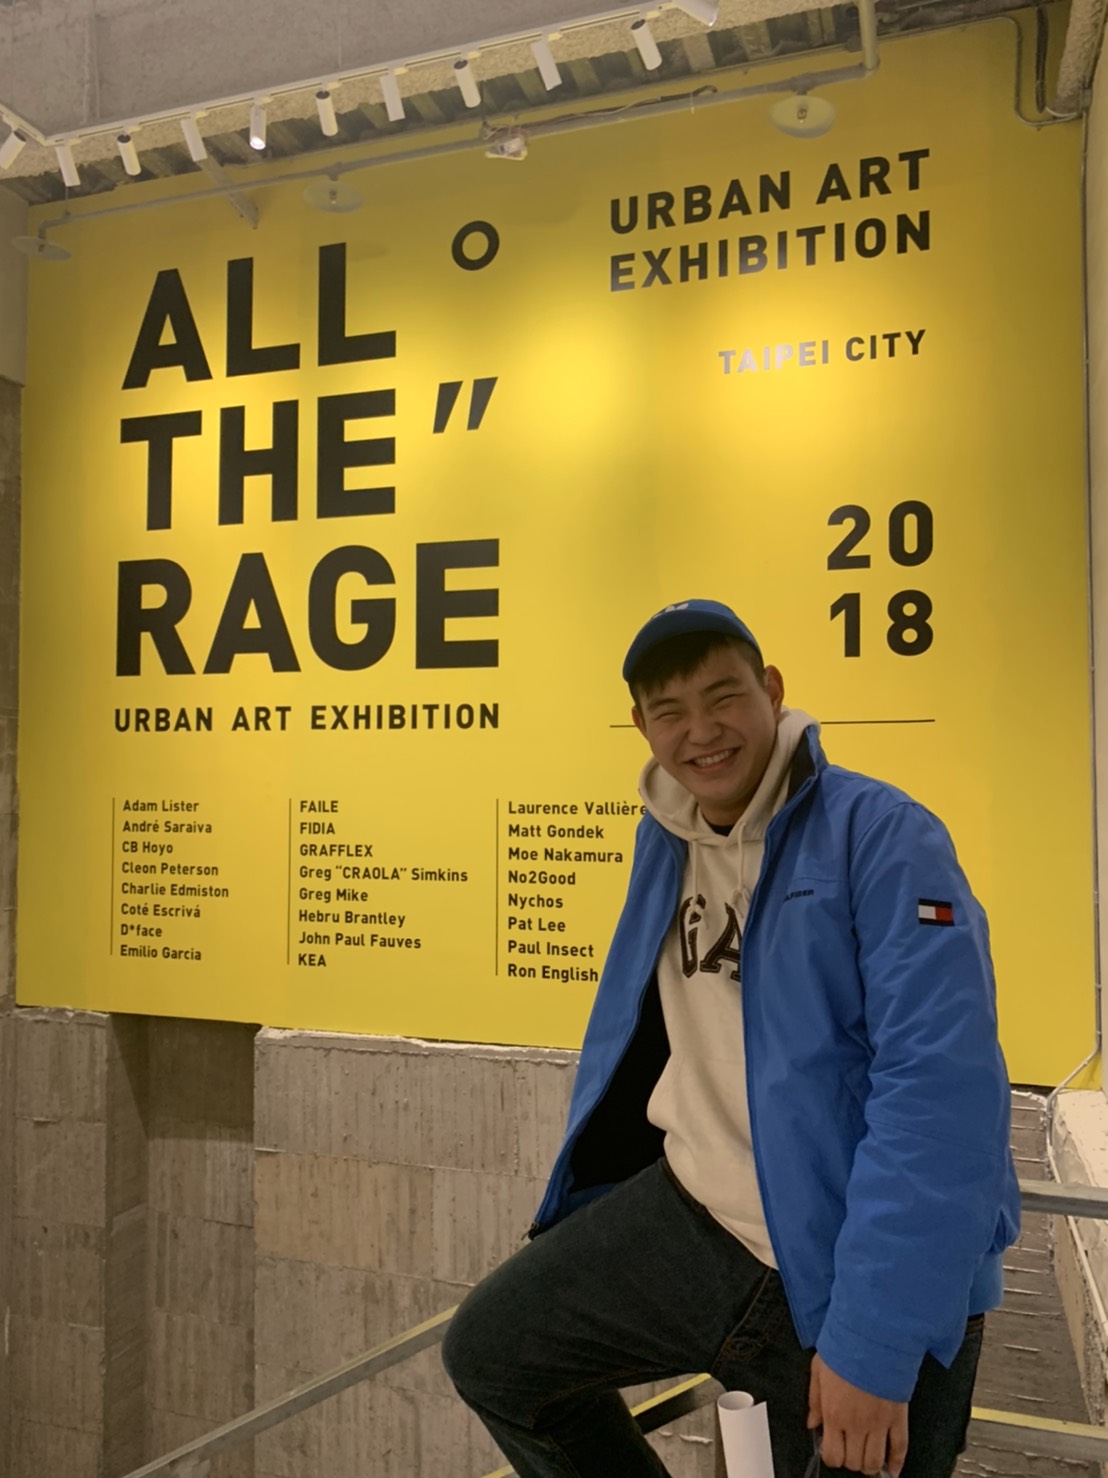 ALL °
THE "
RAGE
URBAN ART EXHIBITION
URBAN ART
EXHIBITION
TAIPEI CITY
20
18
Adam Lister
André Saraiva
CB Hoyo
Cleon Peterson
Charlie Edmiston
Coté Escrivá
D*face
Emilio Garcia
FAILE
FIDIA
GRAFFLEX
Greg "CRAOLA" Simkins
Greg Mike
Hebru Brantley
John Paul Fauves
KEA
Laurence Vallière
Matt Gondek
Moe Nakamura
No2Good
Nychos
Pat Lee
Paul Insect
Ron English
GA